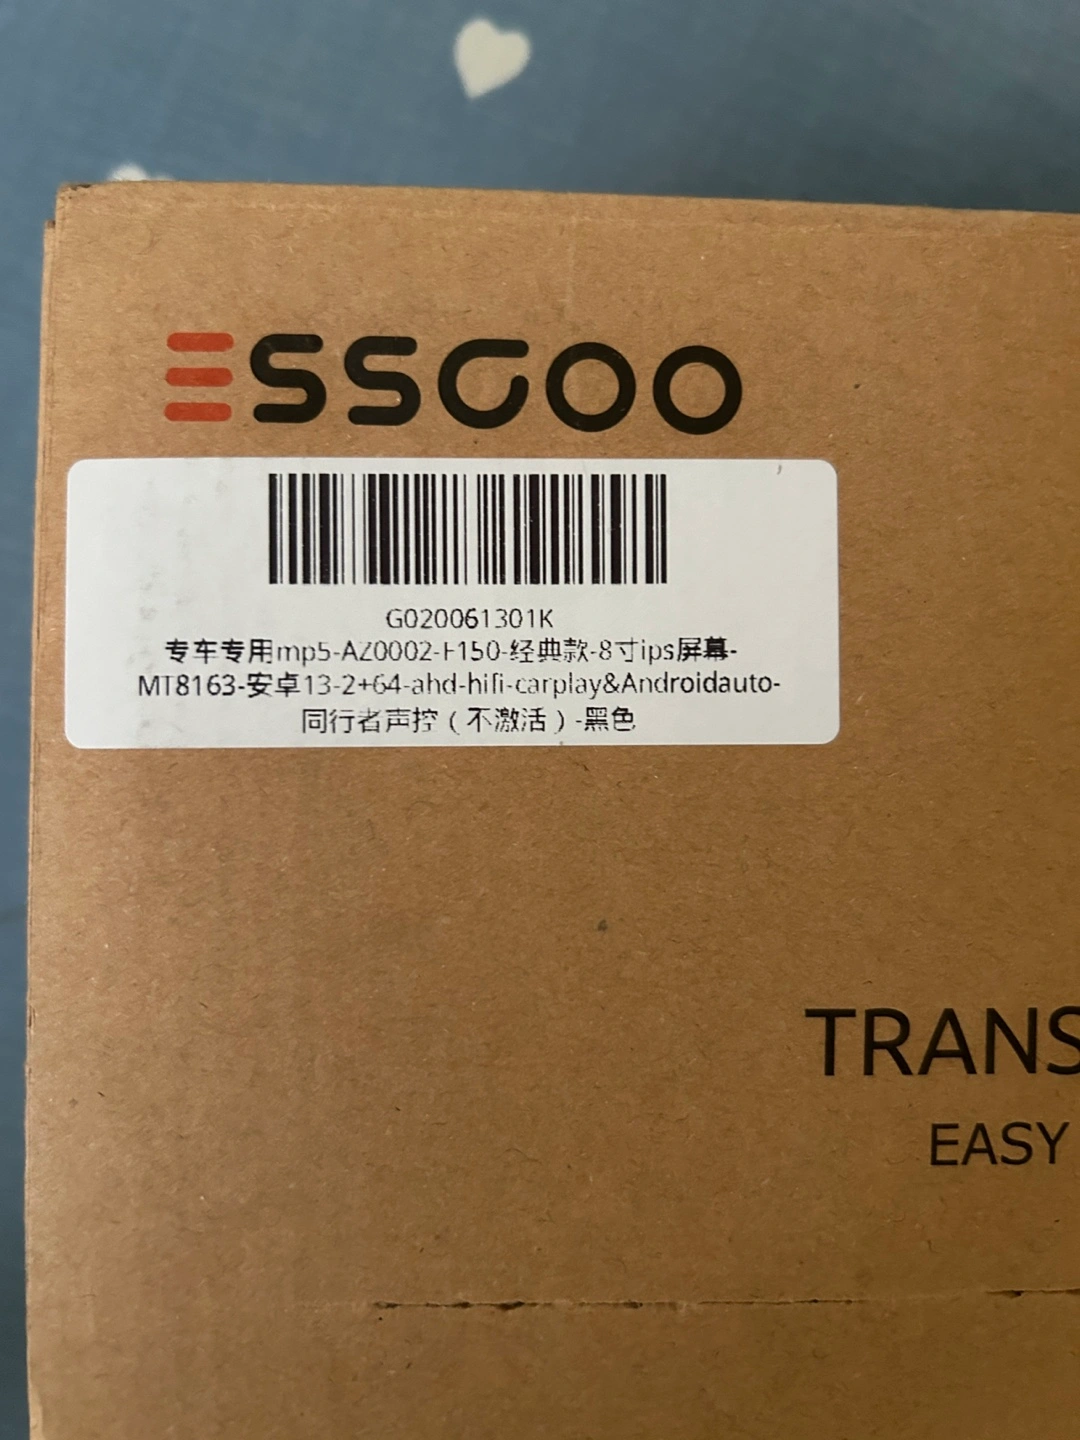 ESSGOO
G020061301K
专车专用mp5-AZ0002-F150-经典款-8寸ips屏幕-
MT8163-安卓13-2+64-ahd-hifi-carplay&Androidauto-
同行者声控（不激活）-黑色
TRANS
EASY